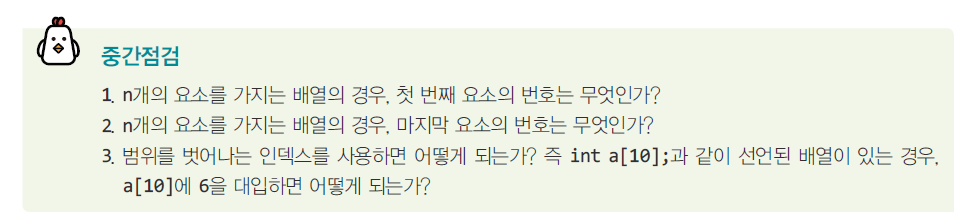 중간점검
1. n개의 요소를 가지는 배열의 경우, 첫 번째 요소의 번호는 무엇인가?
2. n개의 요소를 가지는 배열의 경우, 마지막 요소의 번호는 무엇인가?
3. 범위를 벗어나는 인덱스를 사용하면 어떻게 되는가? 즉 int a[10];과 같이 선언된 배열이 있는 경우,
a[10]에 6을 대입하면 어떻게 되는가?